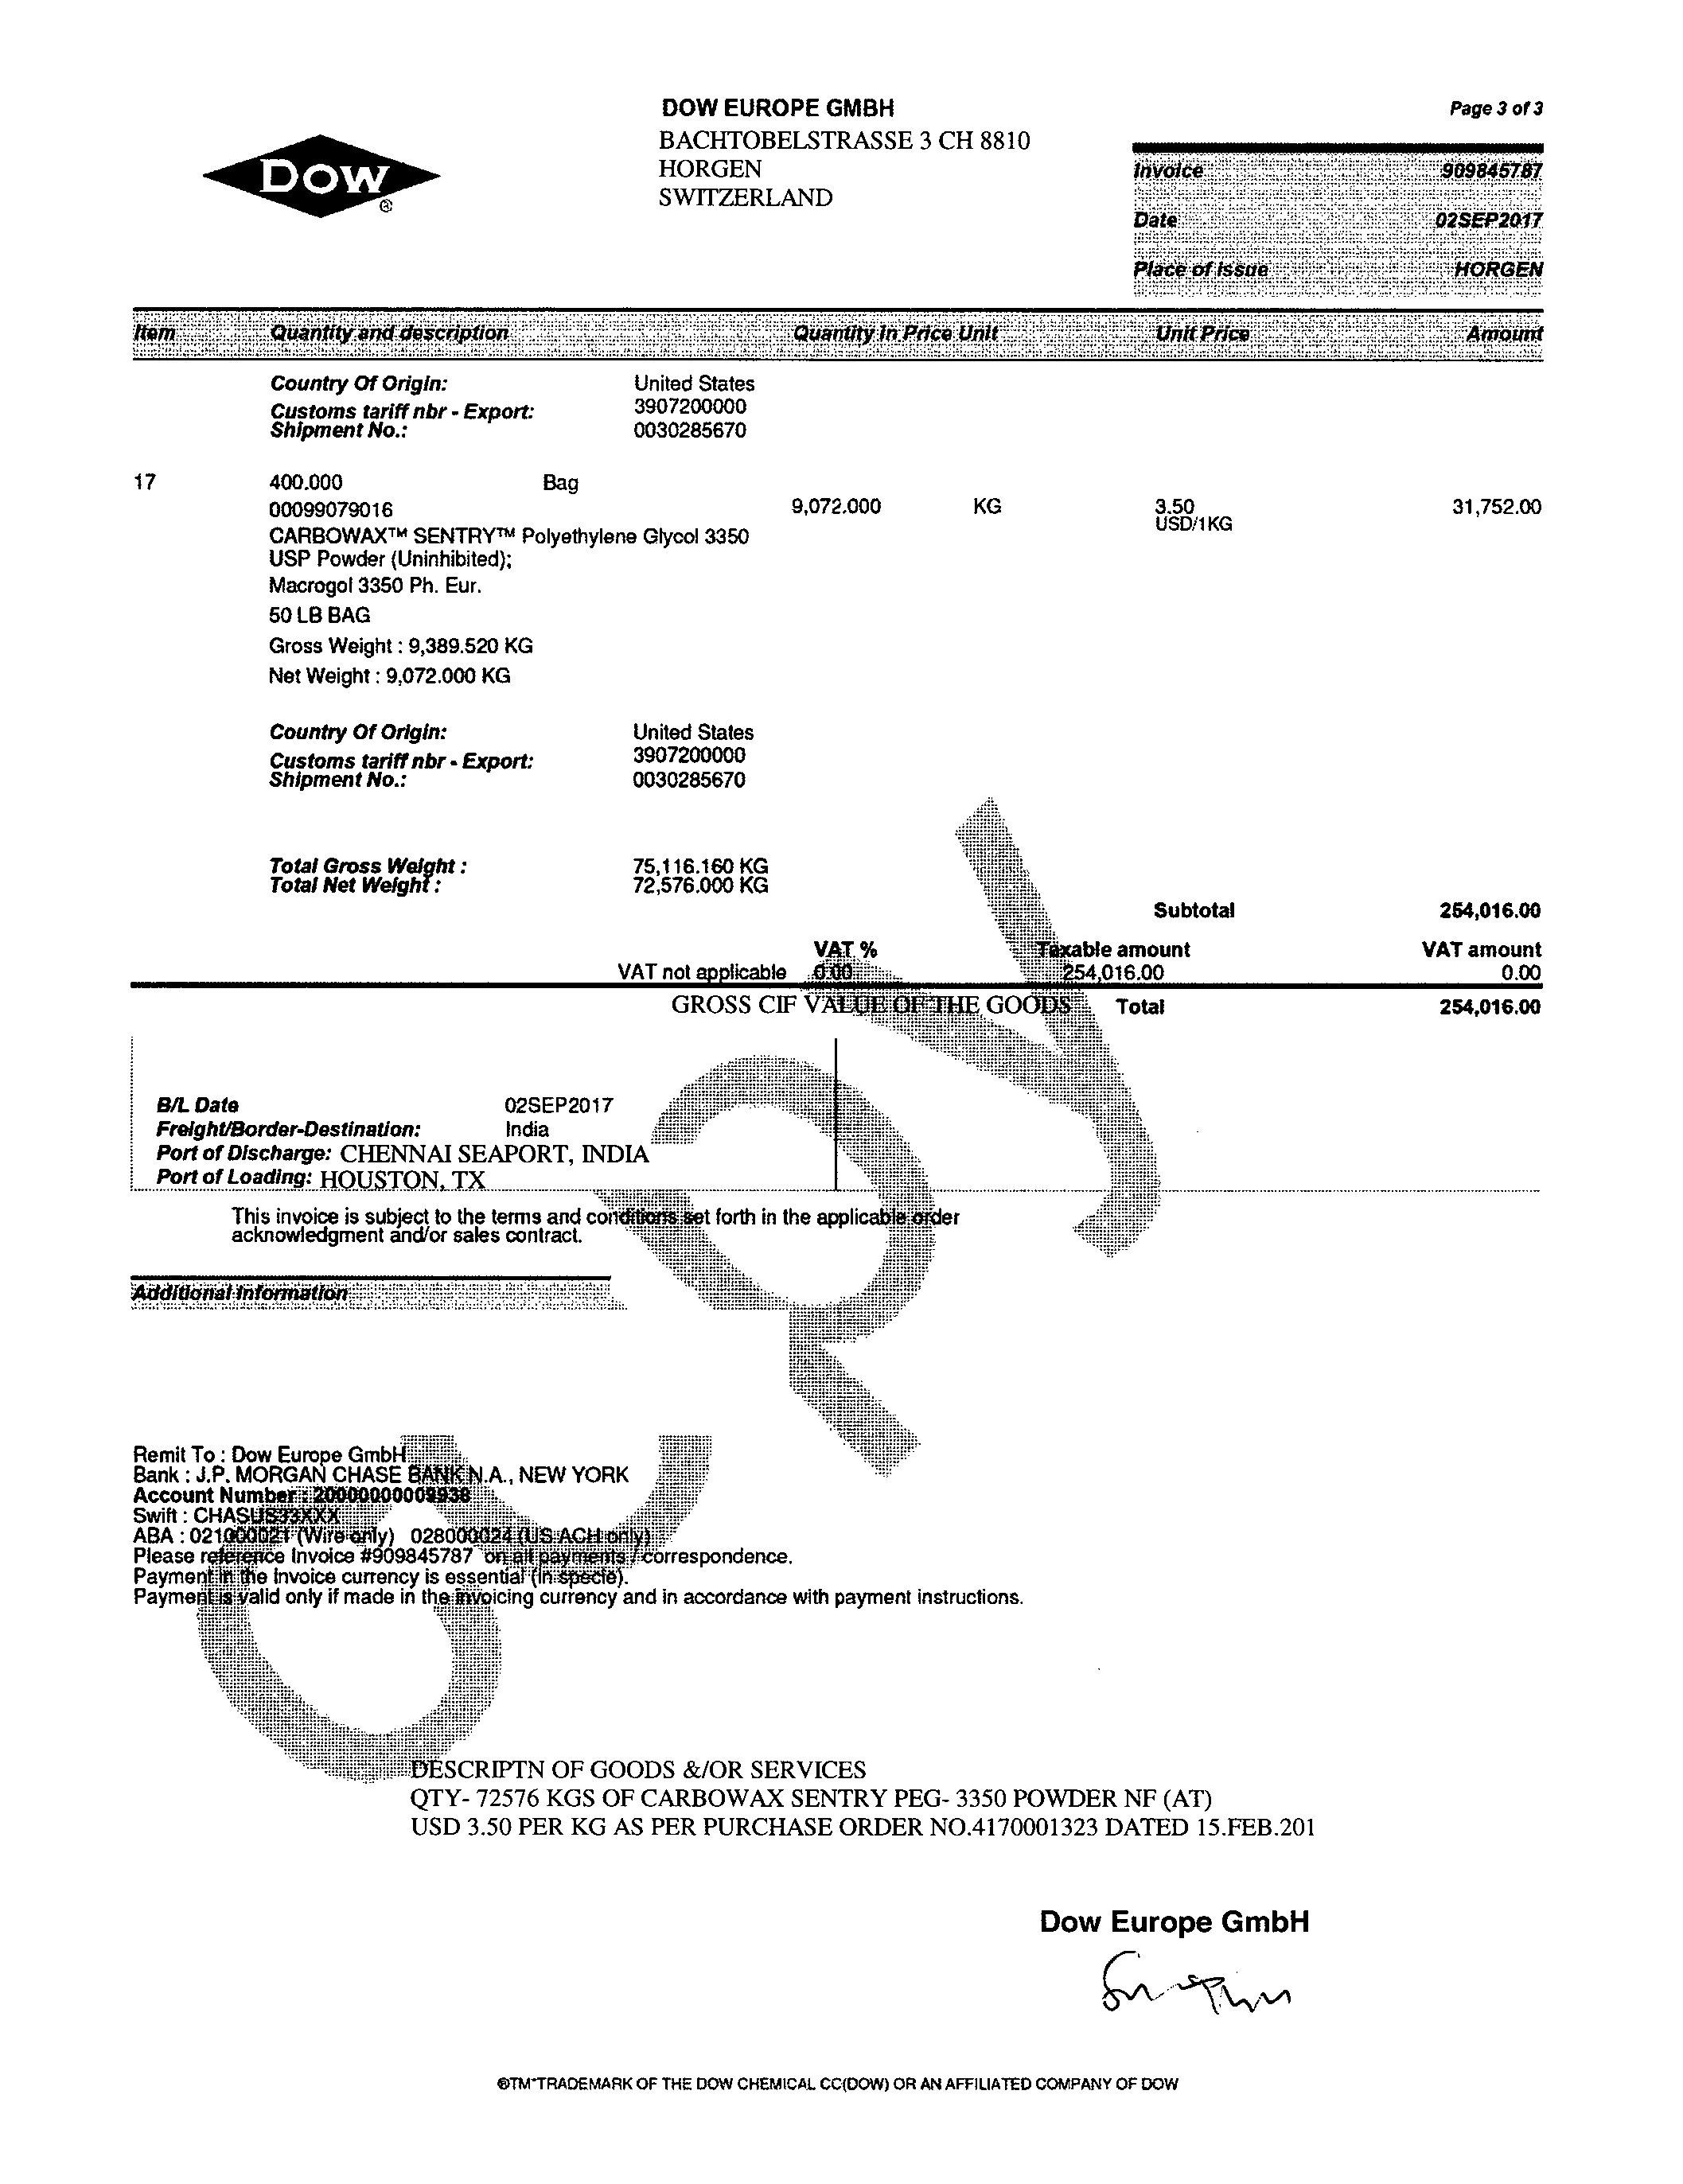 DOW EUROPE GMBH
BACHTOBELSTRASSE 3 CH 8810
HORGEN
SWITZERLAND
Page 3 of 3
DOW ®
Invoice 909845787
Date 02SEP2017
Place of issue HORGEN
Item Quantity and description Quantity in Price Unit Unit Price Amount
Country Of Origin: United States
Customs tariff nbr - Export: 3907200000
Shipment No.: 0030285670
17 400.000 Bag
00099079016 9,072.000 KG 3.50 31,752.00
USD/1KG
CARBOWAX™ SENTRY™ Polyethylene Glycol 3350
USP Powder (Uninhibited);
Macrogol 3350 Ph. Eur.
50 LB BAG
Gross Weight : 9,389.520 KG
Net Weight : 9,072.000 KG
Country Of Origin: United States
Customs tariff nbr - Export: 3907200000
Shipment No.: 0030285670
Total Gross Weight : 75,116.160 KG
Total Net Weight : 72,576.000 KG
Subtotal 254,016.00
VAT % Taxable amount VAT amount
VAT not applicable 0.00 254,016.00 0.00
GROSS CIF VALUE OF THE GOODS Total 254,016.00
B/L Date 02SEP2017
Freight/Border-Destination: India
Port of Discharge: CHENNAI SEAPORT, INDIA
Port of Loading: HOUSTON, TX
This invoice is subject to the terms and conditions set forth in the applicable order
acknowledgment and/or sales contract.
Additional Information
COPY
Remit To : Dow Europe GmbH
Bank : J.P. MORGAN CHASE BANK N.A., NEW YORK
Account Number : 20000000009938
Swift : CHASUS33XXX
ABA : 021000021 (Wire only) 028000024 (US ACH only)
Please reference Invoice #909845787 on all payments / correspondence.
Payment in the Invoice currency is essential (in specie).
Payment is valid only if made in the invoicing currency and in accordance with payment instructions.
DESCRIPTN OF GOODS &/OR SERVICES
QTY- 72576 KGS OF CARBOWAX SENTRY PEG- 3350 POWDER NF (AT)
USD 3.50 PER KG AS PER PURCHASE ORDER NO.4170001323 DATED 15.FEB.201
Dow Europe GmbH
®TM*TRADEMARK OF THE DOW CHEMICAL CC(DOW) OR AN AFFILIATED COMPANY OF DOW